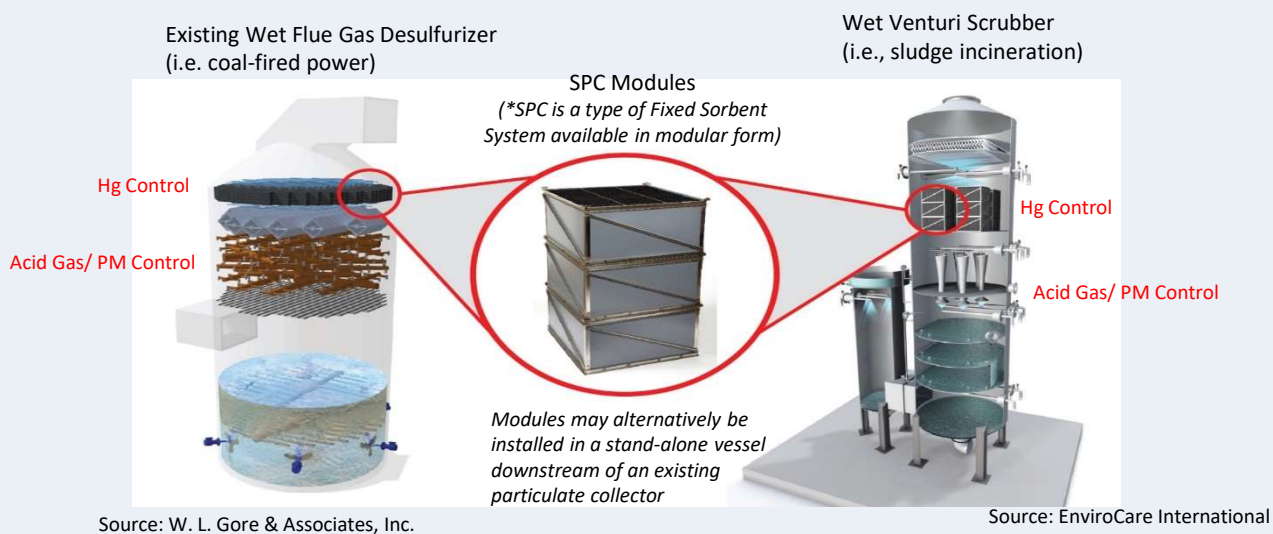 Existing Wet Flue Gas Desulfurizer
(i.e. coal-fired power)
Wet Venturi Scrubber
(i.e., sludge incineration)
SPC Modules
(*SPC is a type of Fixed Sorbent
System available in modular form)
Hg Control
Acid Gas/ PM Control
Hg Control
Acid Gas/ PM Control
Modules may alternatively be
installed in a stand-alone vessel
downstream of an existing
particulate collector
Source: W. L. Gore & Associates, Inc.
Source: EnviroCare International